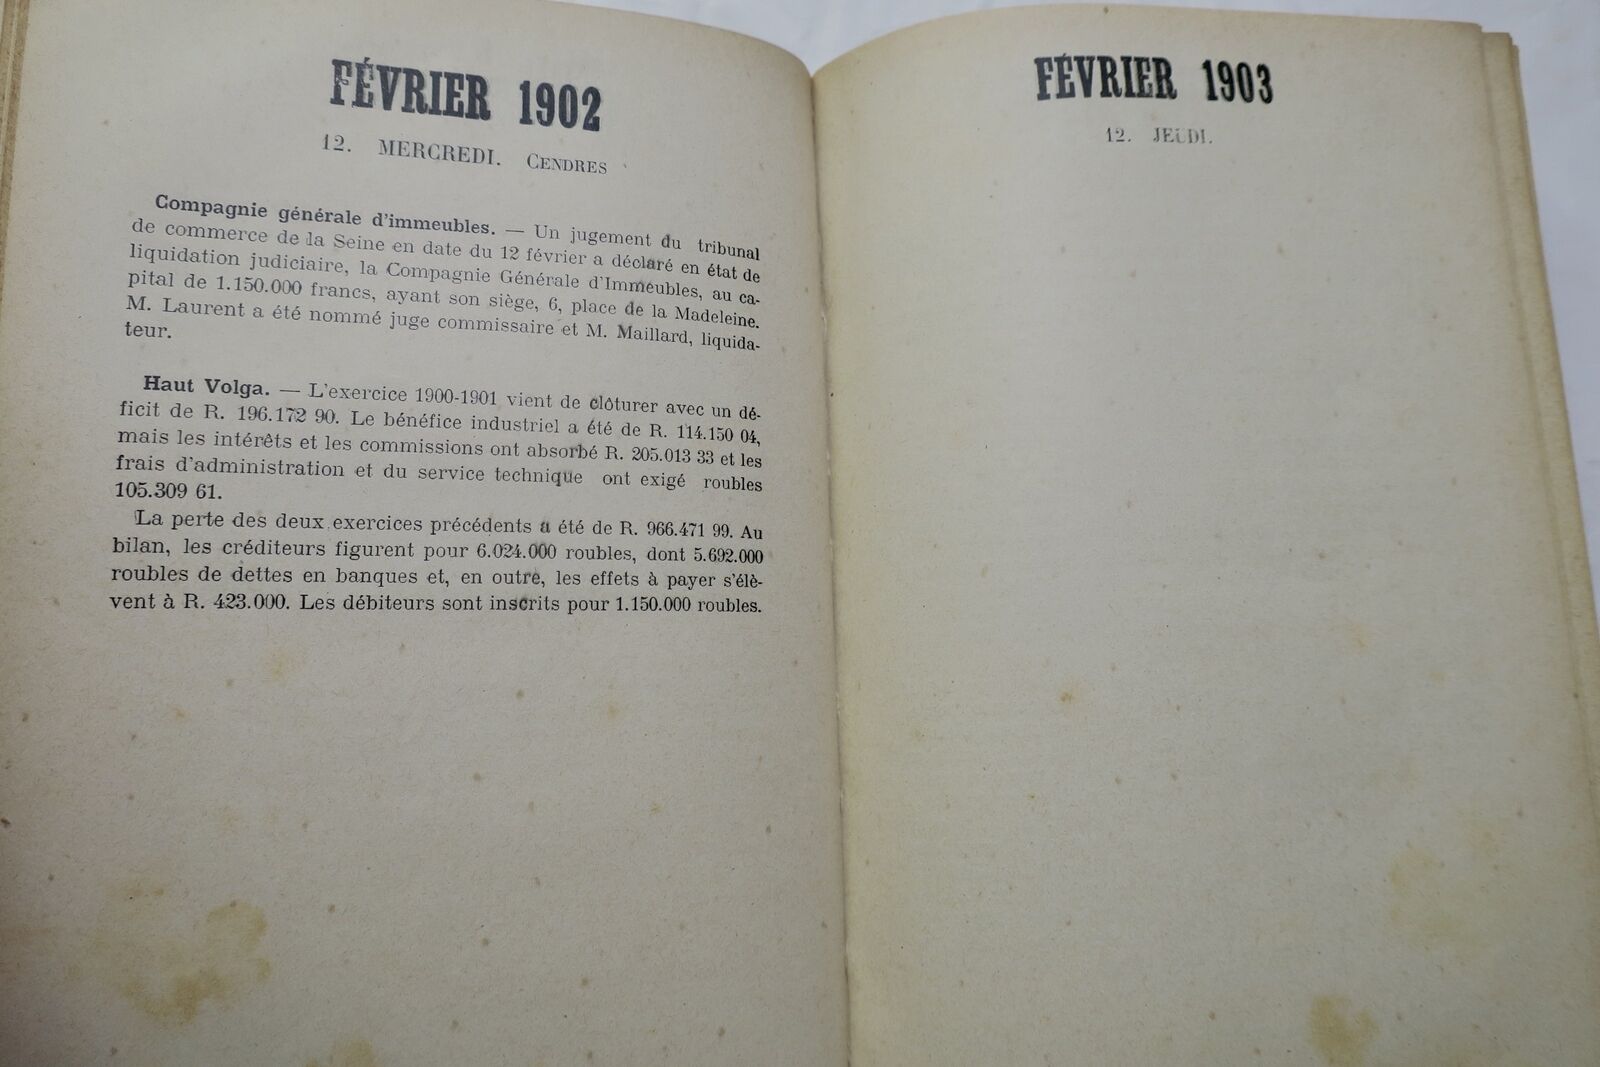 FÉVRIER 1902
12. MERCREDI. CENDRES
Compagnie générale d'immeubles. — Un jugement du tribunal
de commerce de la Seine en date du 12 février a déclaré en état de
liquidation judiciaire, la Compagnie Générale d'Immeubles, au ca-
pital de 1.150.000 francs, ayant son siège, 6, place de la Madeleine.
M. Laurent a été nommé juge commissaire et M. Maillard, liquida-
teur.
Haut Volga. — L'exercice 1900-1901 vient de clôturer avec un dé-
ficit de R. 196.172 90. Le bénéfice industriel a été de R. 114.150 04,
mais les intérêts et les commissions ont absorbé R. 205.013 33 et les
frais d'administration et du service technique ont exigé roubles
105.309 61.
La perte des deux exercices précédents a été de R. 966.471 99. Au
bilan, les créditeurs figurent pour 6.024.000 roubles, dont 5.692.000
roubles de dettes en banques et, en outre, les effets à payer s'élè-
vent à R. 423.000. Les débiteurs sont inscrits pour 1.150.000 roubles.
FÉVRIER 1903
12. JEUDI.